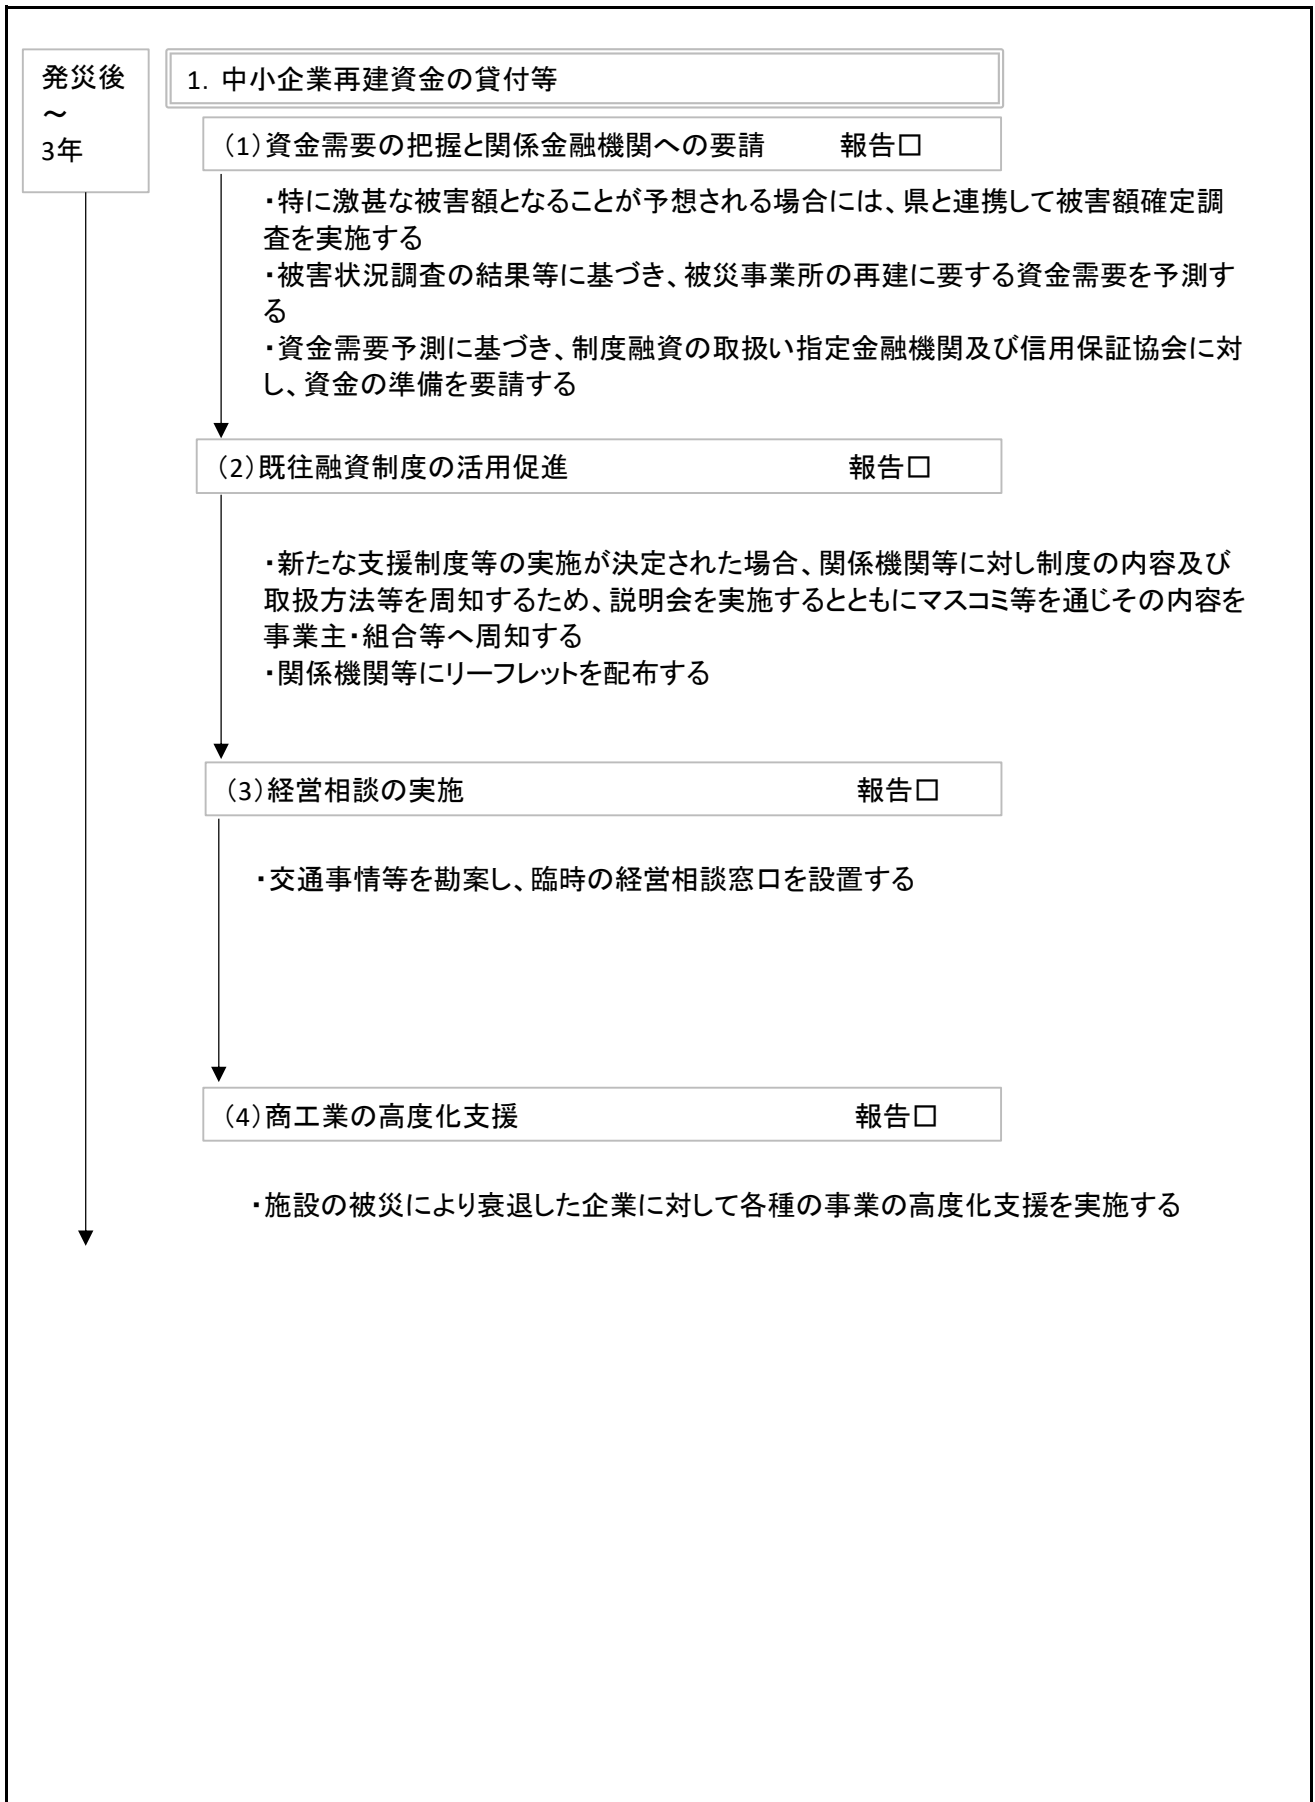 発災後
～
3年
1. 中小企業再建資金の貸付等
(1)資金需要の把握と関係金融機関への要請 報告□
・特に激甚な被害額となることが予想される場合には、県と連携して被害額確定調
査を実施する
・被害状況調査の結果等に基づき、被災事業所の再建に要する資金需要を予測す
る
・資金需要予測に基づき、制度融資の取扱い指定金融機関及び信用保証協会に対
し、資金の準備を要請する
(2)既往融資制度の活用促進 報告□
・新たな支援制度等の実施が決定された場合、関係機関等に対し制度の内容及び
取扱方法等を周知するため、説明会を実施するとともにマスコミ等を通じその内容を
事業主・組合等へ周知する
・関係機関等にリーフレットを配布する
(3)経営相談の実施 報告□
・交通事情等を勘案し、臨時の経営相談窓口を設置する
(4)商工業の高度化支援 報告□
・施設の被災により衰退した企業に対して各種の事業の高度化支援を実施する